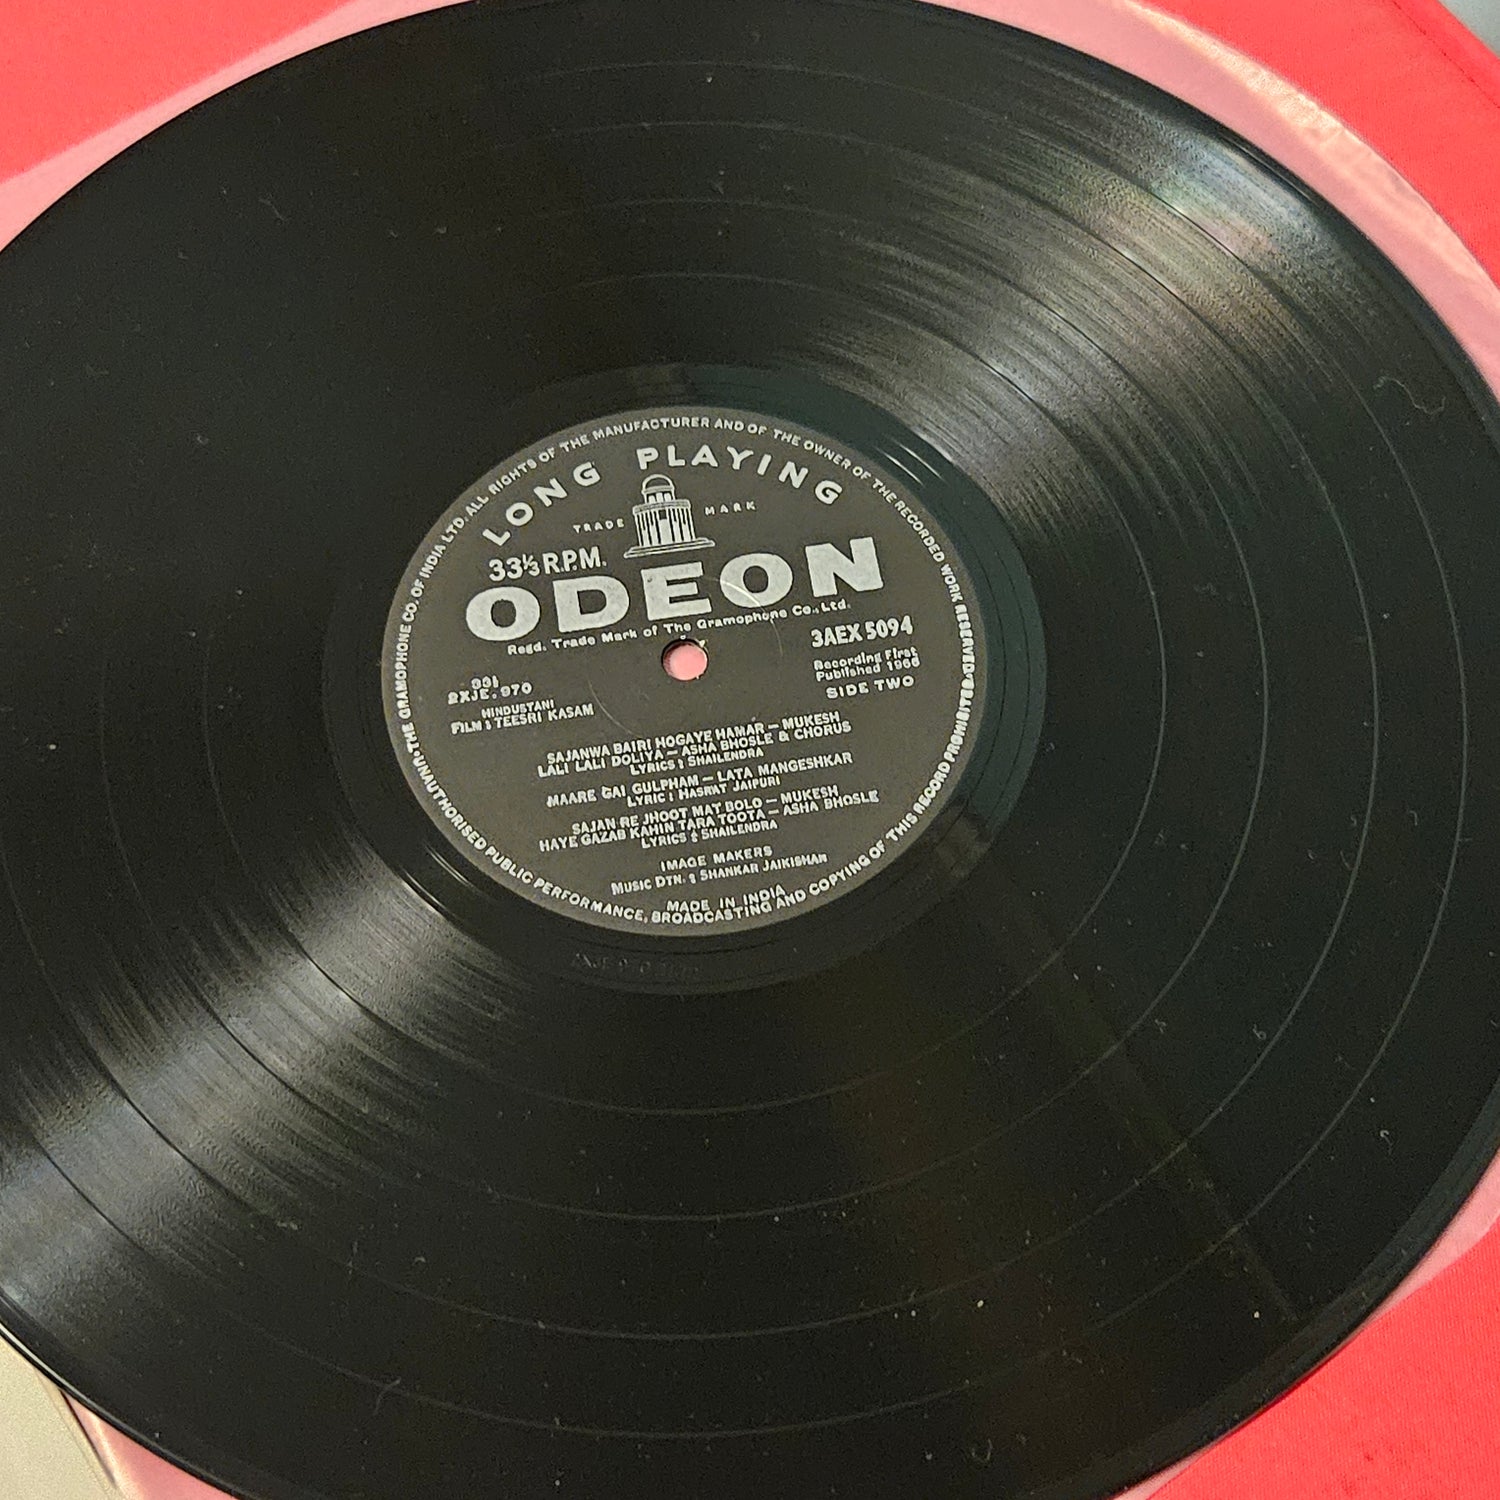 THE GRAMOPHONE CO. OF INDIA LTD. ALL RIGHTS OF THE MANUFACTURER AND OF THE OWNER OF THE RECORDED WORK RESERVED
UNAUTHORISED PUBLIC PERFORMANCE, BROADCASTING AND COPYING OF THIS RECORD PROHIBITED
LONG PLAYING
TRADE MARK
33⅓ R.P.M.
ODEON
Regd. Trade Mark of The Gramophone Co., Ltd.
3AEX 5094
Recording First
Published 1966
SIDE TWO
331
2XJE.970
HINDUSTANI
FILM : TEESRI KASAM
SAJANWA BAIRI HOGAYE HAMAR – MUKESH
LALI LALI DOLIYA – ASHA BHOSLE & CHORUS
LYRICS : SHAILENDRA
MAARE GAI GULPHAM – LATA MANGESHKAR
LYRIC : HASRAT JAIPURI
SAJAN RE JHOOT MAT BOLO – MUKESH
HAYE GAZAB KAHIN TARA TOOTA – ASHA BHOSLE
LYRICS : SHAILENDRA
IMAGE MAKERS
MUSIC DTN. : SHANKAR JAIKISHAN
MADE IN INDIA